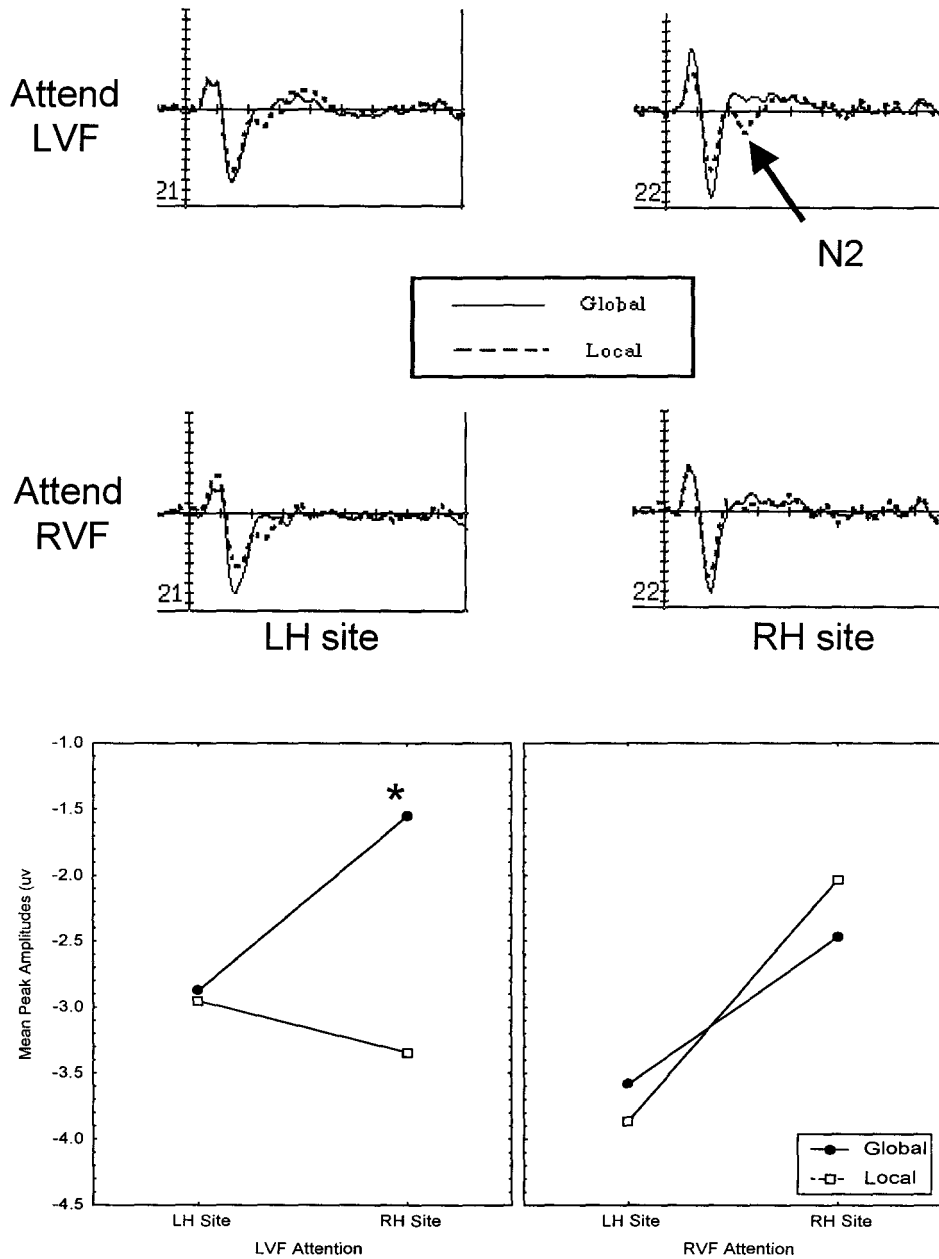 Attend
LVF
21
22
N2
Global
Local
Attend
RVF
21
22
LH site
RH site
*
Mean Peak Amplitudes (uv
-1.0
-1.5
-2.0
-2.5
-3.0
-3.5
-4.0
-4.5
LH Site
RH Site
LVF Attention
LH Site
RH Site
RVF Attention
Global
Local